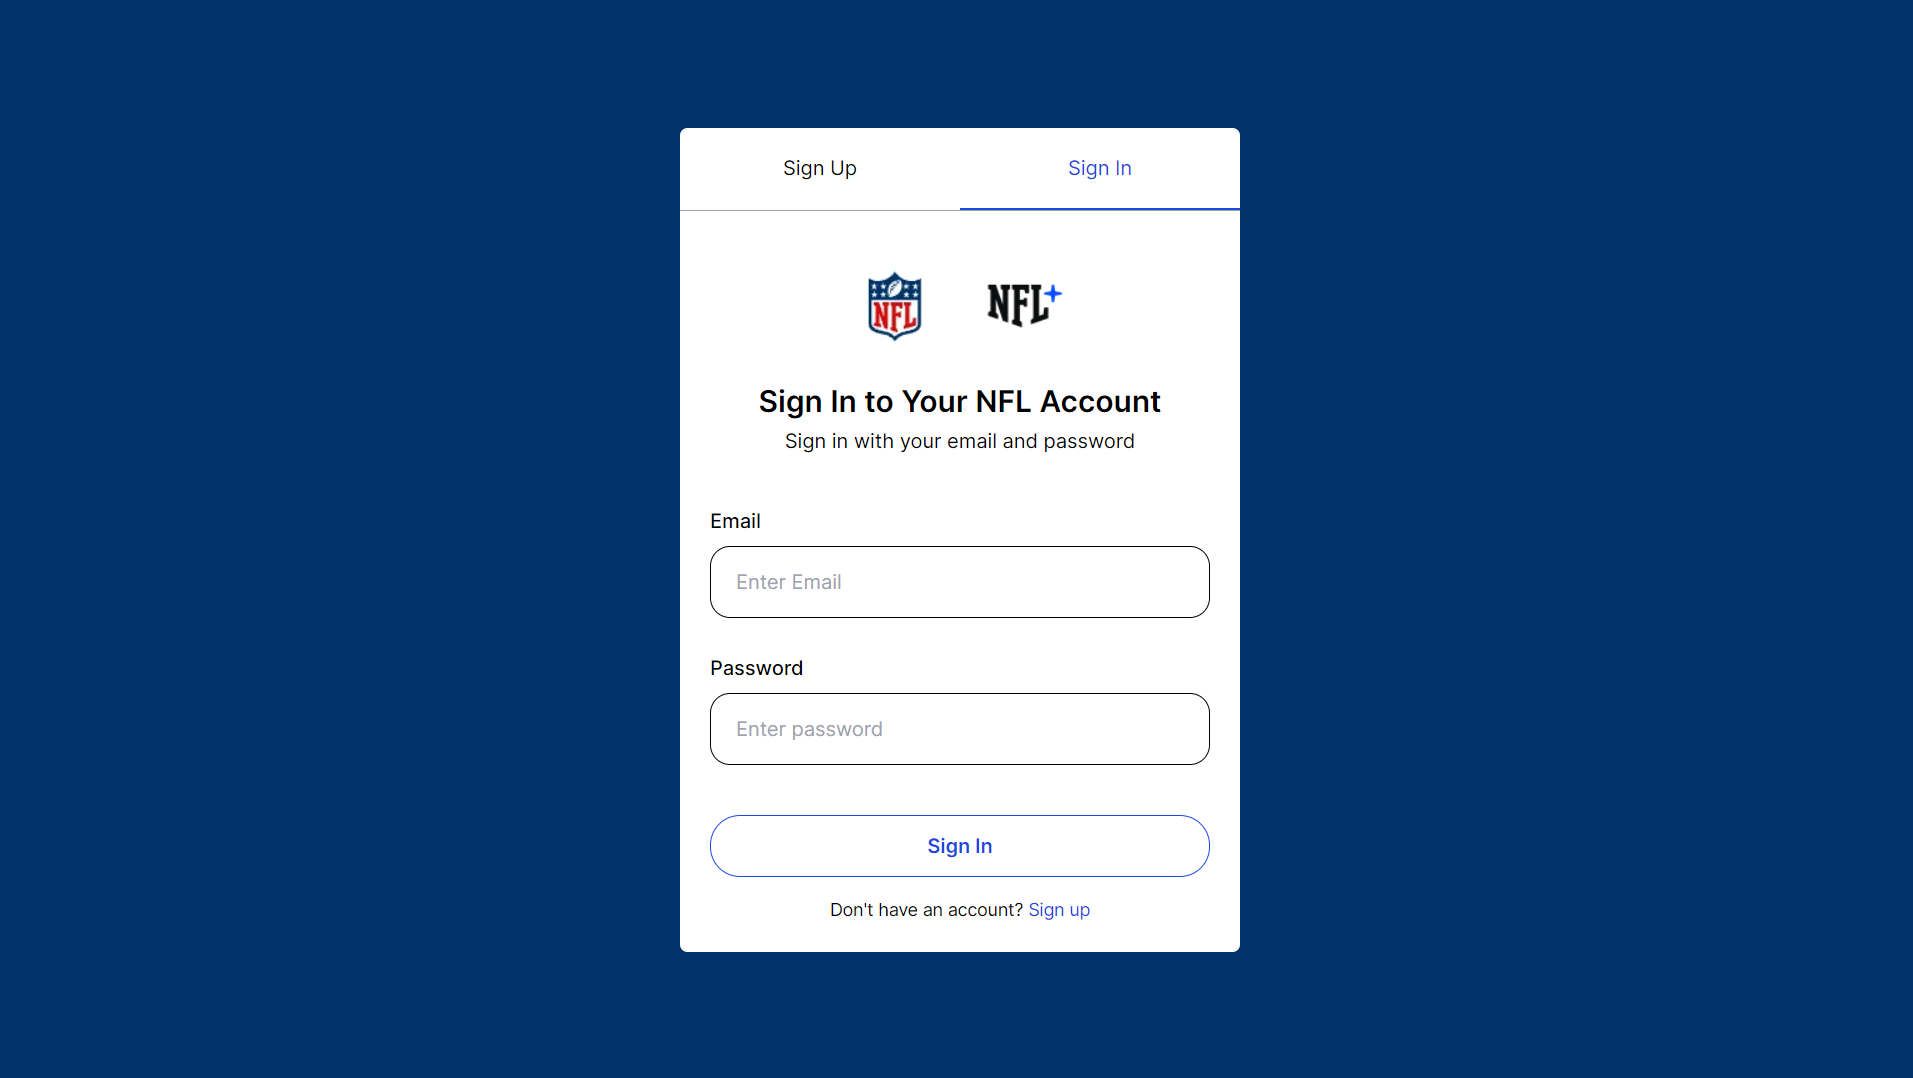 Sign Up
Sign In
NFL
NFL+
Sign In to Your NFL Account
Sign in with your email and password
Email
Enter Email
Password
Enter password
Sign In
Don't have an account? Sign up